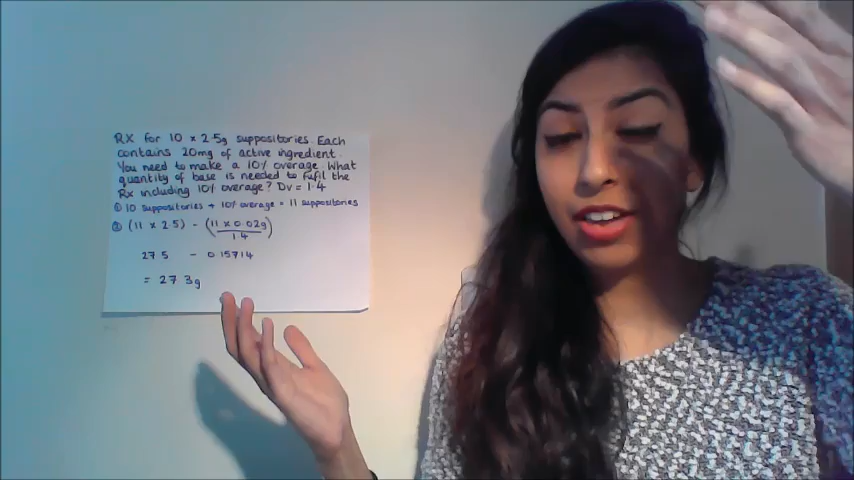 RX for 10 x 2.5g suppositories. Each
contains 20mg of active ingredient.
You need to make a 10% overage. What
quantity of base is needed to fufil the
Rx including 10% overage? Dv = 1.4
① 10 suppositories + 10% overage = 11 suppositories
② (11 x 2.5) - (11 x 0.02g)
1.4
27.5 - 0.15714
= 27.3g